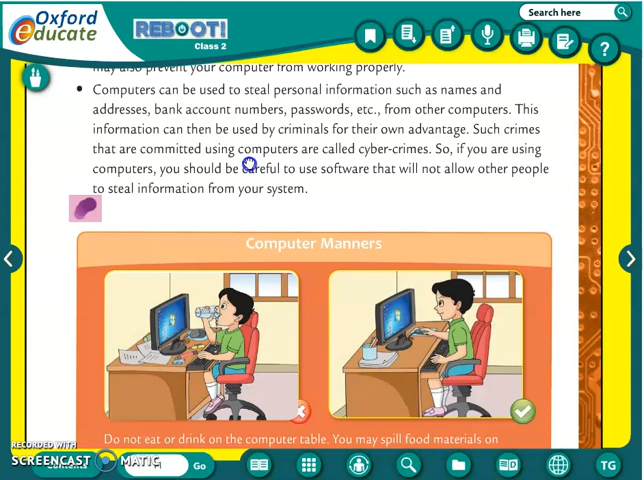 Oxford
educate
REBOOT!
Class 2
Search here
may also prevent your computer from working properly.
• Computers can be used to steal personal information such as names and
addresses, bank account numbers, passwords, etc., from other computers. This
information can then be used by criminals for their own advantage. Such crimes
that are committed using computers are called cyber-crimes. So, if you are using
computers, you should be careful to use software that will not allow other people
to steal information from your system.
Computer Manners
Do not eat or drink on the computer table. You may spill food materials on
RECORDED WITH
SCREENCAST MATIC
Contents
Go
TG